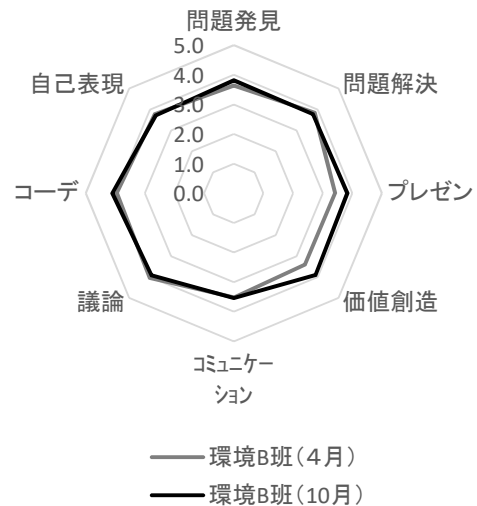 問題発見
5.0
4.0
3.0
2.0
1.0
0.0
問題解決
プレゼン
価値創造
コミュニケー
ション
議論
コーデ
自己表現
環境B班（４月）
環境B班（10月）